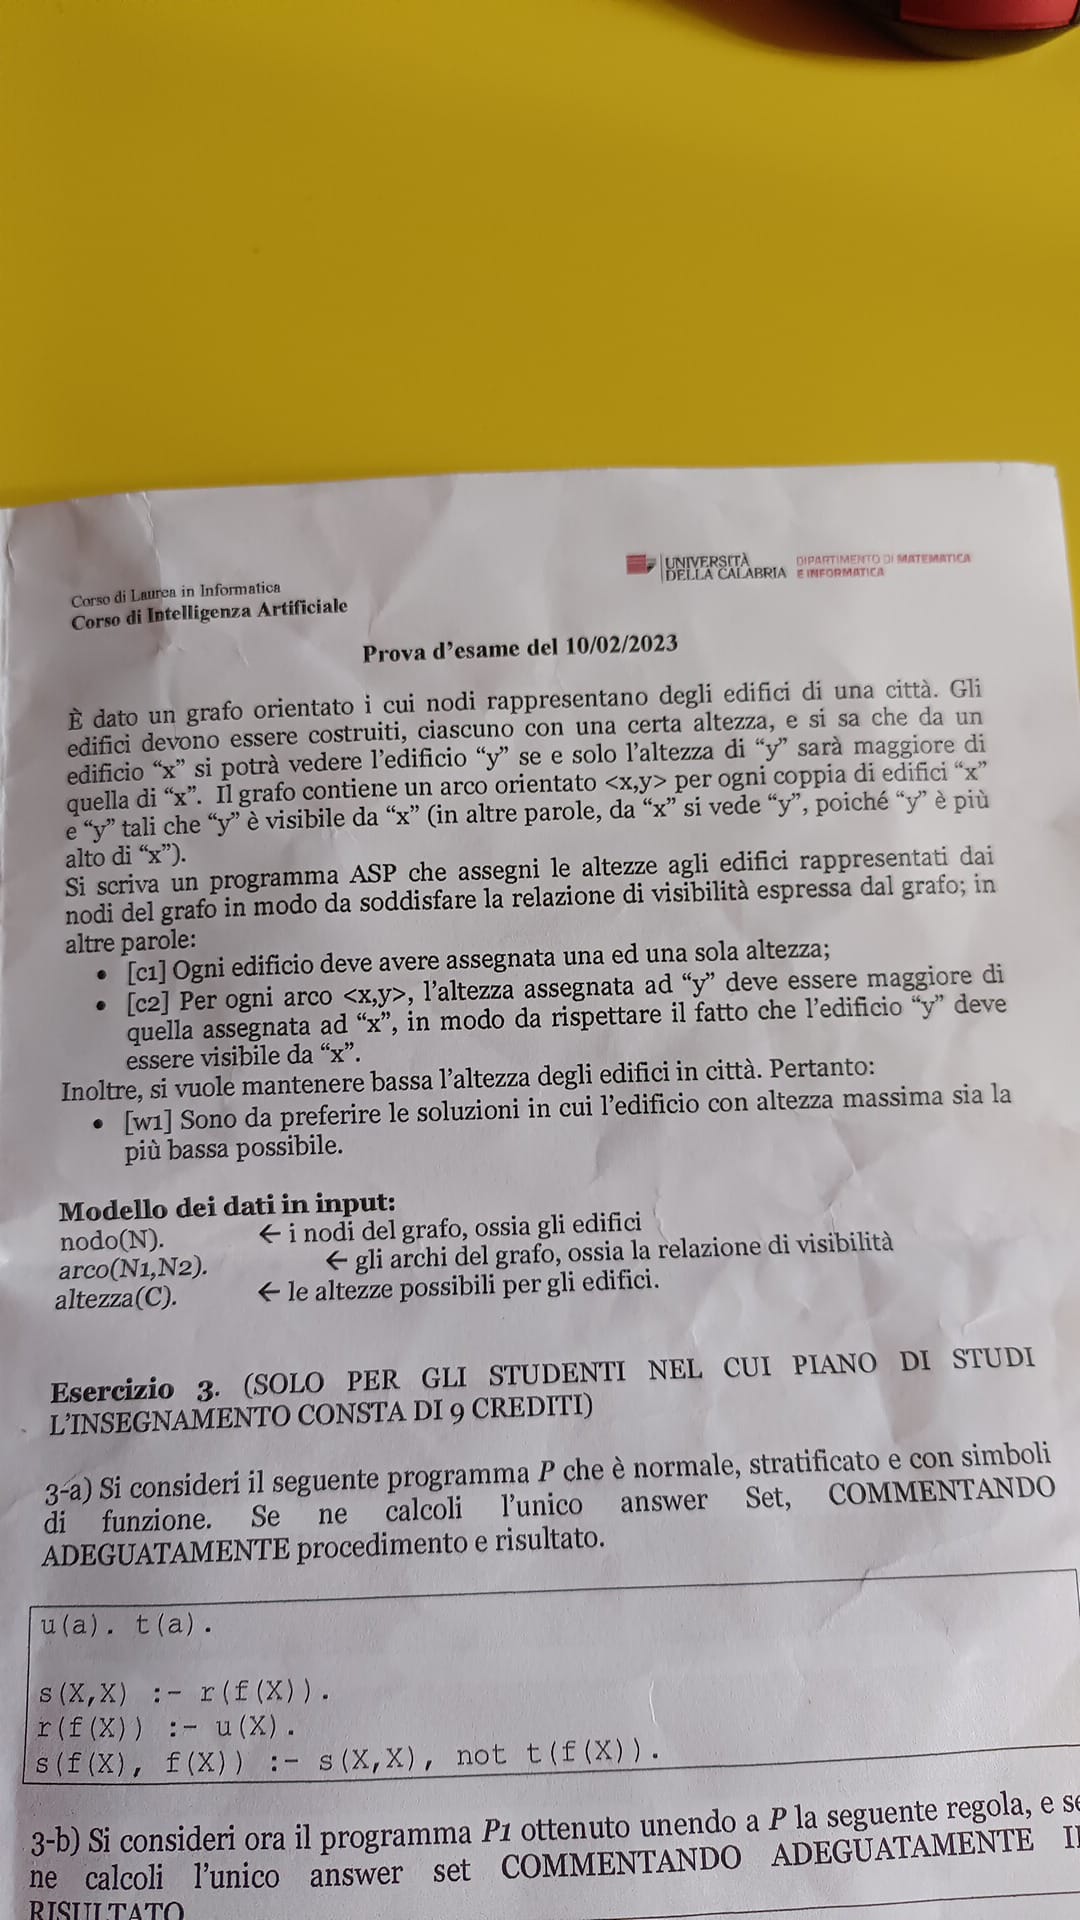 UNIVERSITÀ
DELLA CALABRIA
DIPARTIMENTO DI MATEMATICA
E INFORMATICA
Corso di Laurea in Informatica
Corso di Intelligenza Artificiale
Prova d'esame del 10/02/2023
È dato un grafo orientato i cui nodi rappresentano degli edifici di una città. Gli
edifici devono essere costruiti, ciascuno con una certa altezza, e si sa che da un
edificio “x” si potrà vedere l’edificio “y” se e solo l’altezza di “y” sarà maggiore di
quella di “x”. Il grafo contiene un arco orientato <x,y> per ogni coppia di edifici “x”
e “y” tali che “y” è visibile da “x” (in altre parole, da “x” si vede “y”, poiché “y” è più
alto di “x”).
Si scriva un programma ASP che assegni le altezze agli edifici rappresentati dai
nodi del grafo in modo da soddisfare la relazione di visibilità espressa dal grafo; in
altre parole:
• [c1] Ogni edificio deve avere assegnata una ed una sola altezza;
• [c2] Per ogni arco <x,y>, l’altezza assegnata ad “y” deve essere maggiore di
quella assegnata ad “x”, in modo da rispettare il fatto che l’edificio “y” deve
essere visibile da “x”.
Inoltre, si vuole mantenere bassa l’altezza degli edifici in città. Pertanto:
• [w1] Sono da preferire le soluzioni in cui l’edificio con altezza massima sia la
più bassa possibile.
Modello dei dati in input:
nodo(N). ← i nodi del grafo, ossia gli edifici
arco(N1,N2). ← gli archi del grafo, ossia la relazione di visibilità
altezza(C). ← le altezze possibili per gli edifici.
Esercizio 3. (SOLO PER GLI STUDENTI NEL CUI PIANO DI STUDI
L’INSEGNAMENTO CONSTA DI 9 CREDITI)
3-a) Si consideri il seguente programma P che è normale, stratificato e con simboli
di funzione. Se ne calcoli l’unico answer Set, COMMENTANDO
ADEGUATAMENTE procedimento e risultato.
u(a). t(a).
s(X,X) :- r(f(X)).
r(f(X)) :- u(X).
s(f(X), f(X)) :- s(X,X), not t(f(X)).
3-b) Si consideri ora il programma P1 ottenuto unendo a P la seguente regola, e se
ne calcoli l’unico answer set COMMENTANDO ADEGUATAMENTE
RISULTATO